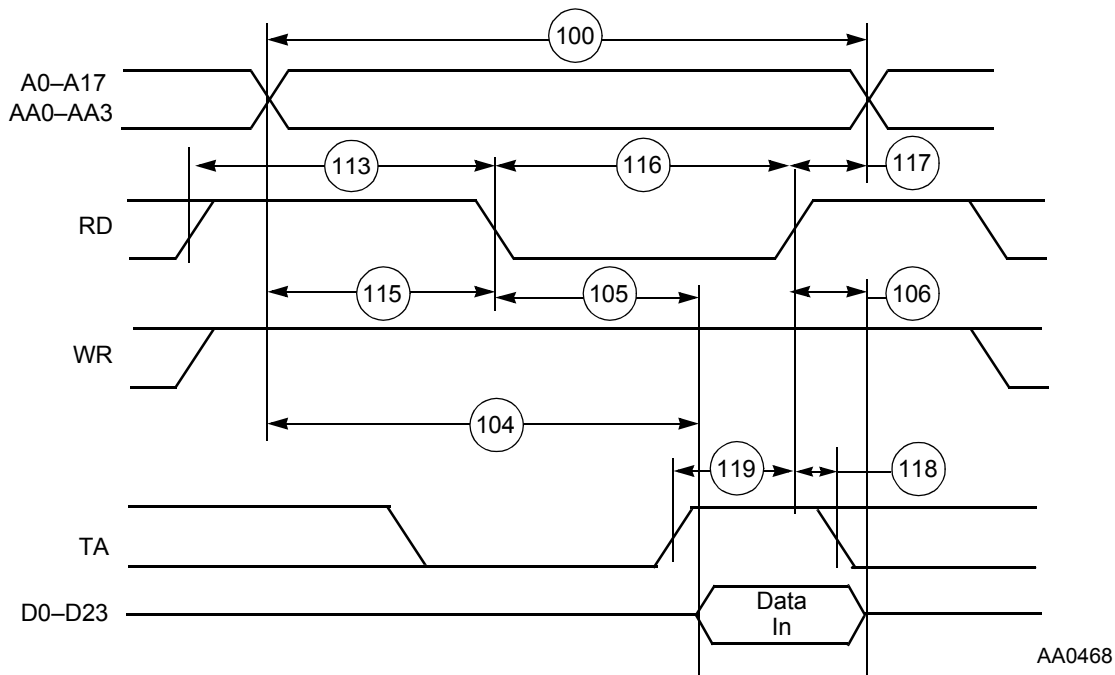 100
A0–A17
AA0–AA3
113
116
117
RD
115
105
106
WR
104
119
118
TA
D0–D23
Data
In
AA0468